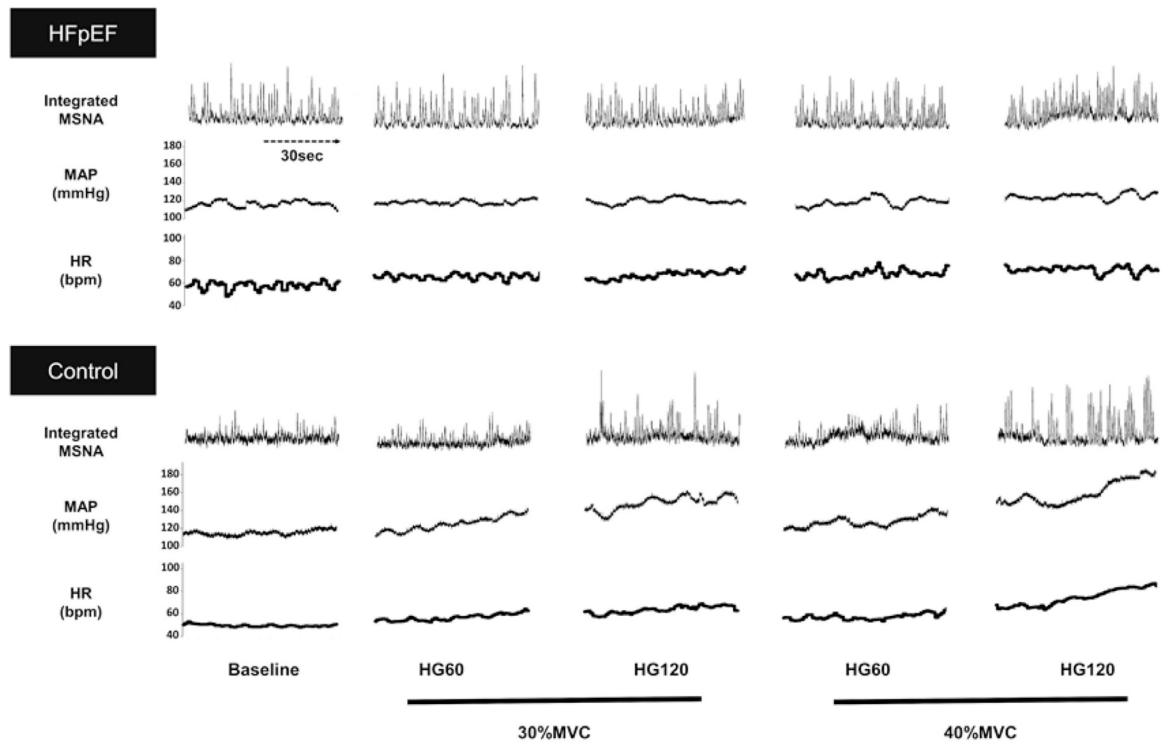 HFpEF
Integrated
MSNA
30sec
MAP
(mmHg)
180
160
140
120
100
HR
(bpm)
100
80
60
40
Control
Integrated
MSNA
MAP
(mmHg)
180
160
140
120
100
HR
(bpm)
100
80
60
40
Baseline HG60 HG120 HG60 HG120
30%MVC 40%MVC